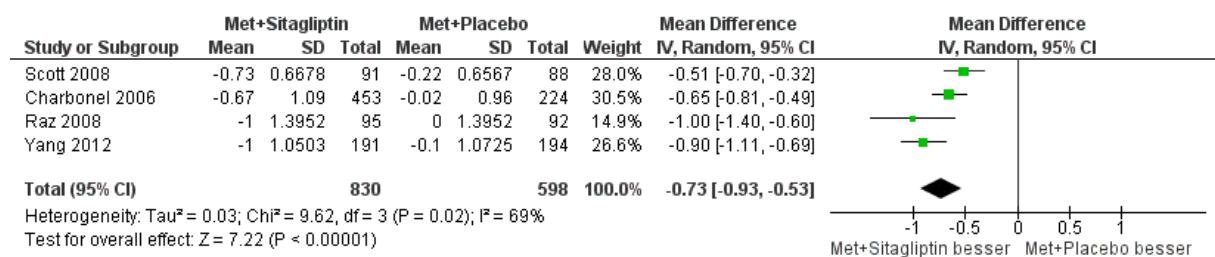 Met+Sitagliptin Met+Placebo Mean Difference Mean Difference
Study or Subgroup Mean SD Total Mean SD Total Weight IV, Random, 95% CI IV, Random, 95% CI
Scott 2008 -0.73 0.6678 91 -0.22 0.6567 88 28.0% -0.51 [-0.70, -0.32]
Charbonel 2006 -0.67 1.09 453 -0.02 0.96 224 30.5% -0.65 [-0.81, -0.49]
Raz 2008 -1 1.3952 95 0 1.3952 92 14.9% -1.00 [-1.40, -0.60]
Yang 2012 -1 1.0503 191 -0.1 1.0725 194 26.6% -0.90 [-1.11, -0.69]
Total (95% CI) 830 598 100.0% -0.73 [-0.93, -0.53]
Heterogeneity: Tau² = 0.03; Chi² = 9.62, df = 3 (P = 0.02); I² = 69%
Test for overall effect: Z = 7.22 (P < 0.00001)
-1 -0.5 0 0.5 1
Met+Sitagliptin besser Met+Placebo besser